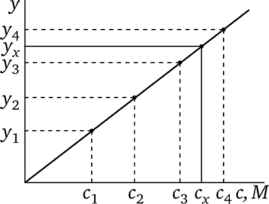 y
y₄
yₓ
y₃
y₂
y₁
c₁ c₂ c₃ cₓ c₄ c, M